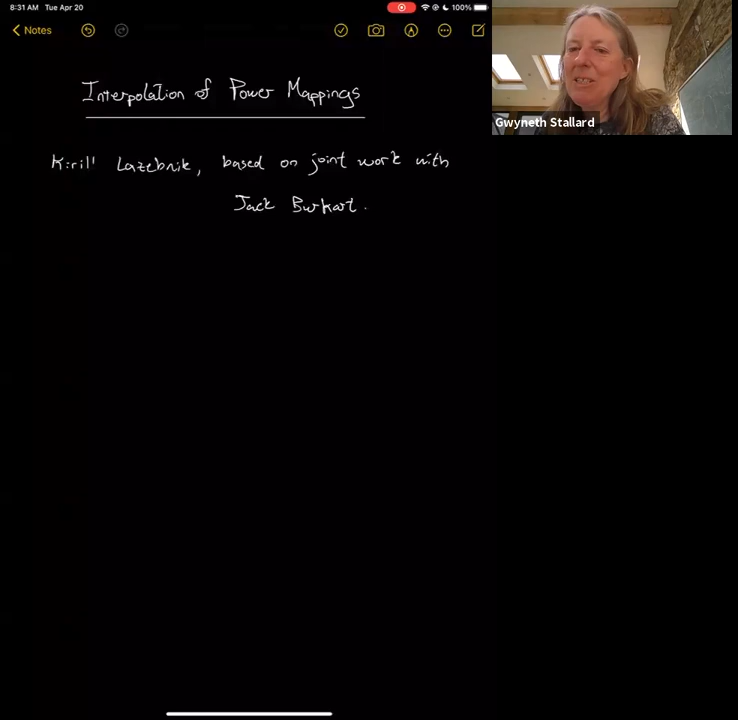 8:31 AM Tue Apr 20
100%
Notes
Gwyneth Stallard
Interpolation of Power Mappings
Kirill Lazebnik, based on joint work with
Jack Burkart.